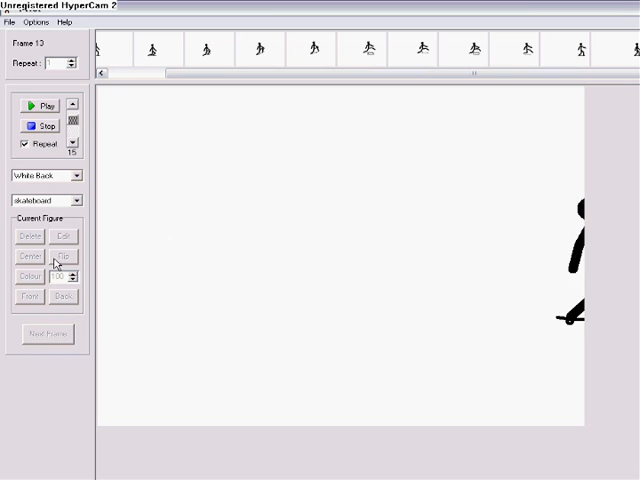 Unregistered HyperCam 2
File Options Help
Frame 13
Repeat : 1
Play
Stop
Repeat
15
White Back
skateboard
Current Figure
Delete Edit
Center Flip
Colour 100
Front Back
Next Frame